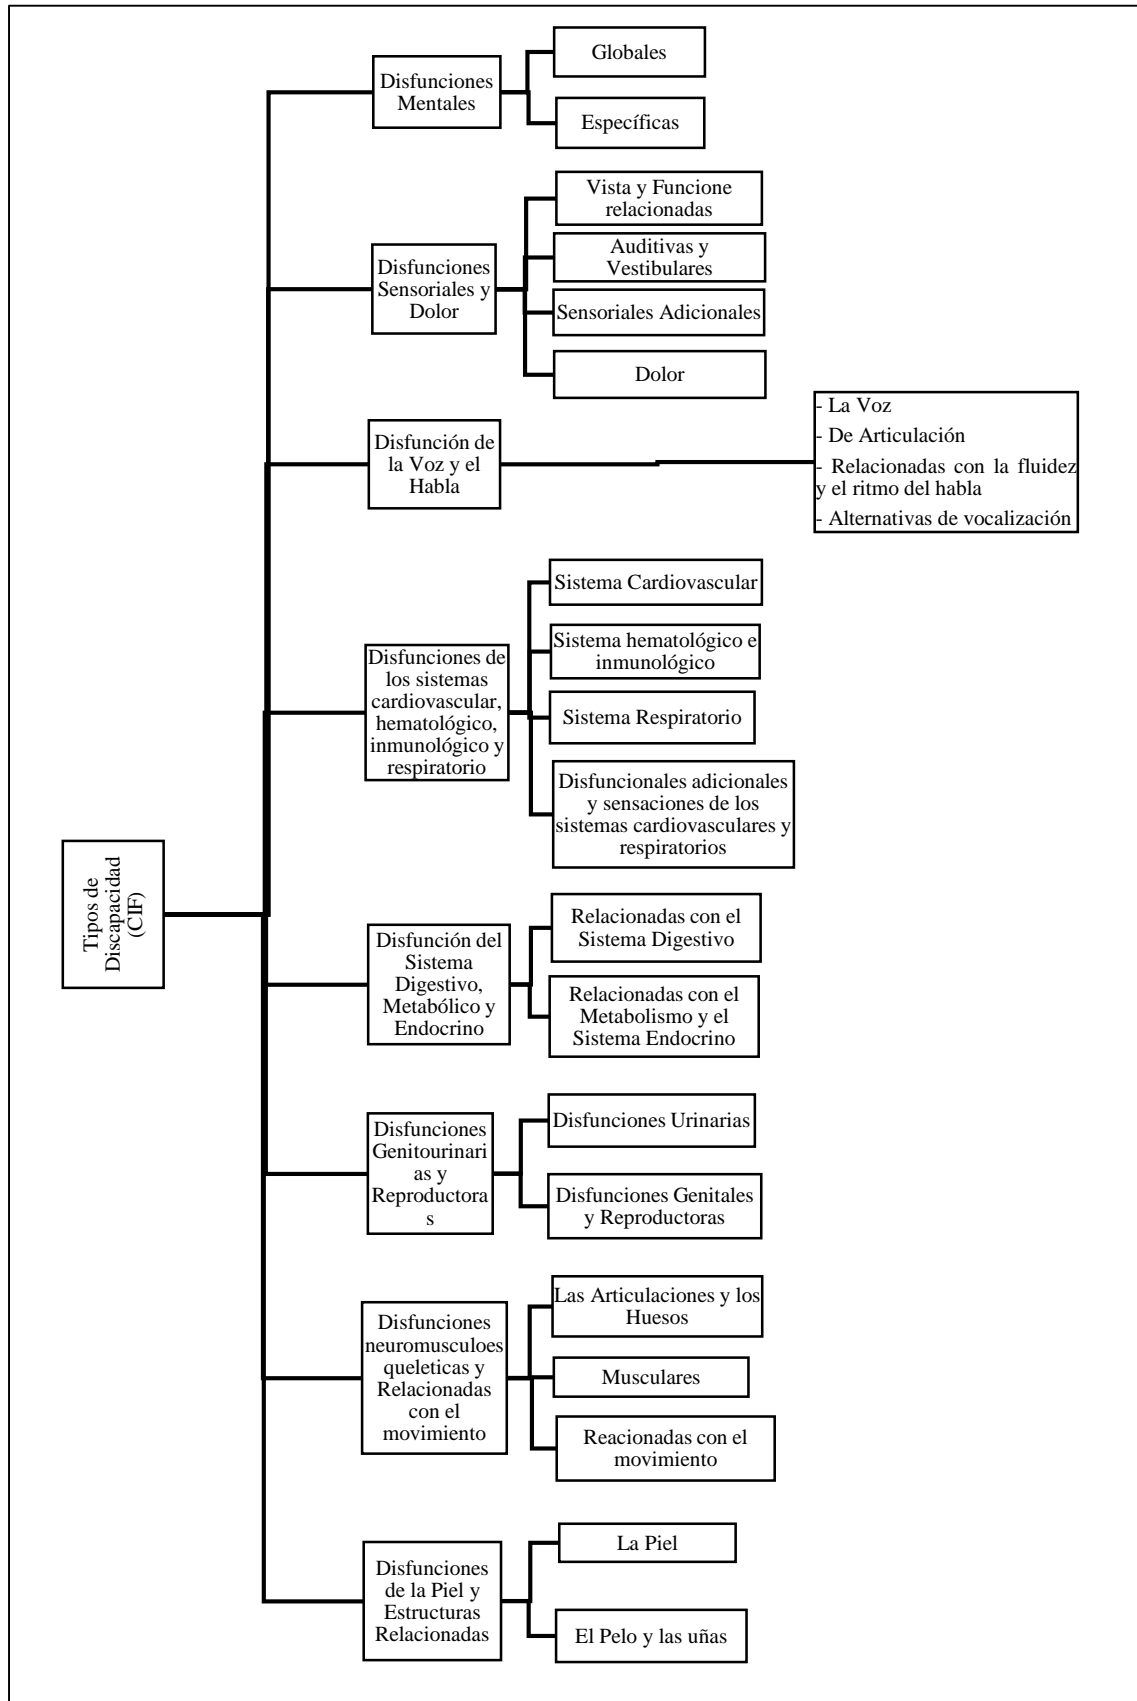 Tipos de
Discapacidad
(CIF)
Disfunciones
Mentales
Globales
Específicas
Disfunciones
Sensoriales y
Dolor
Vista y Funcione
relacionadas
Auditivas y
Vestibulares
Sensoriales Adicionales
Dolor
Disfunción de
la Voz y el
Habla
- La Voz
- De Articulación
- Relacionadas con la fluidez
y el ritmo del habla
- Alternativas de vocalización
Disfunciones de
los sistemas
cardiovascular,
hematológico,
inmunológico y
respiratorio
Sistema Cardiovascular
Sistema hematológico e
inmunológico
Sistema Respiratorio
Disfuncionales adicionales
y sensaciones de los
sistemas cardiovasculares y
respiratorios
Disfunción del
Sistema
Digestivo,
Metabólico y
Endocrino
Relacionadas con el
Sistema Digestivo
Relacionadas con el
Metabolismo y el
Sistema Endocrino
Disfunciones
Genitourinari
as y
Reproductora
s
Disfunciones Urinarias
Disfunciones Genitales
y Reproductoras
Disfunciones
neuromusculoes
queleticas y
Relacionadas
con el
movimiento
Las Articulaciones y los
Huesos
Musculares
Reacionadas con el
movimiento
Disfunciones
de la Piel y
Estructuras
Relacionadas
La Piel
El Pelo y las uñas